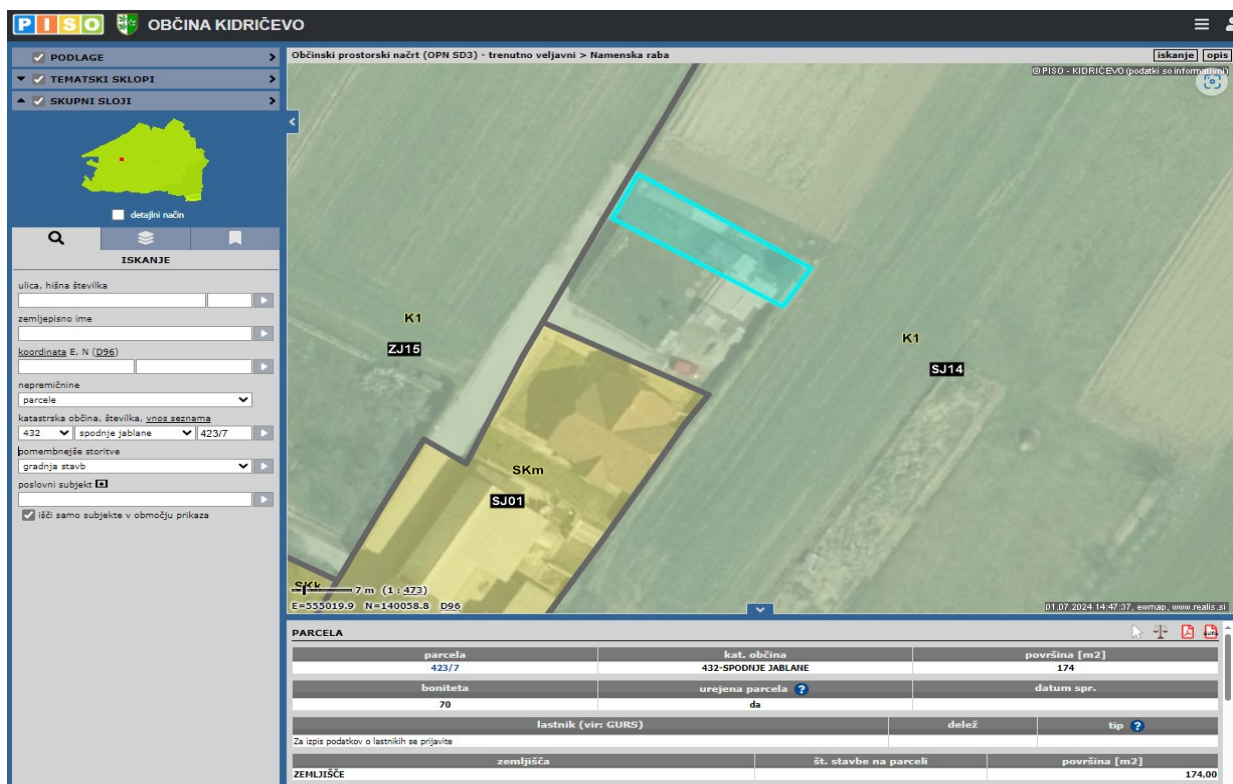 PISO OBČINA KIDRIČEVO
PODLAGE
TEMATSKI SKLOPI
SKUPNI SLOJI
detajlni način
ISKANJE
ulica, hišna številka
zemljepisno ime
koordinata E, N (D96)
nepremičnine
parcele
katastrska občina, številka, vnos seznama
432 spodnje jablane 423/7
pomembnejše storitve
gradnja stavb
poslovni subjekt
išči samo subjekte v območju prikaza
Občinski prostorski načrt (OPN SD3) - trenutno veljavni > Namenska raba
iskanje opis
© PISO - KIDRIČEVO (podatki so informativni)
K1
ZJ15
K1
SJ14
SKm
SJ01
SKk
7 m (1 : 473)
E=555019.9 N=140058.8 D96
01.07.2024 14:47:37, ewmap, www.realis.si
PARCELA
parcela kat. občina površina [m2]
423/7 432-SPODNJE JABLANE 174
boniteta urejena parcela ? datum spr.
70 da
lastnik (vir: GURS) delež tip ?
Za izpis podatkov o lastnikih se prijavite
zemljišča št. stavbe na parceli površina [m2]
ZEMLJIŠČE 174,00